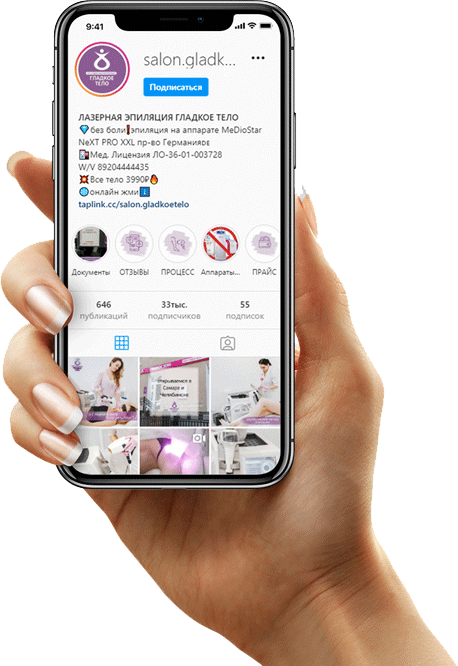 9:41
ГЛАДКОЕ
ТЕЛО
salon.gladk...
Подписаться
ЛАЗЕРНАЯ ЭПИЛЯЦИЯ ГЛАДКОЕ ТЕЛО
💎без боли❗эпиляция на аппарате MeDioStar
NeXT PRO XXL пр-во Германия🇩🇪
🏥Мед. Лицензия ЛО-36-01-003728
W/V 89204444435
💥Все тело 3990₽🔥
🌐онлайн жми⬇️
taplink.cc/salon.gladkoetelo
Документы ОТЗЫВЫ ПРОЦЕСС Аппараты... ПРАЙС
646 33тыс. 55
публикаций подписчиков подписок
Открываемся в
Самаре и
Челябинске!